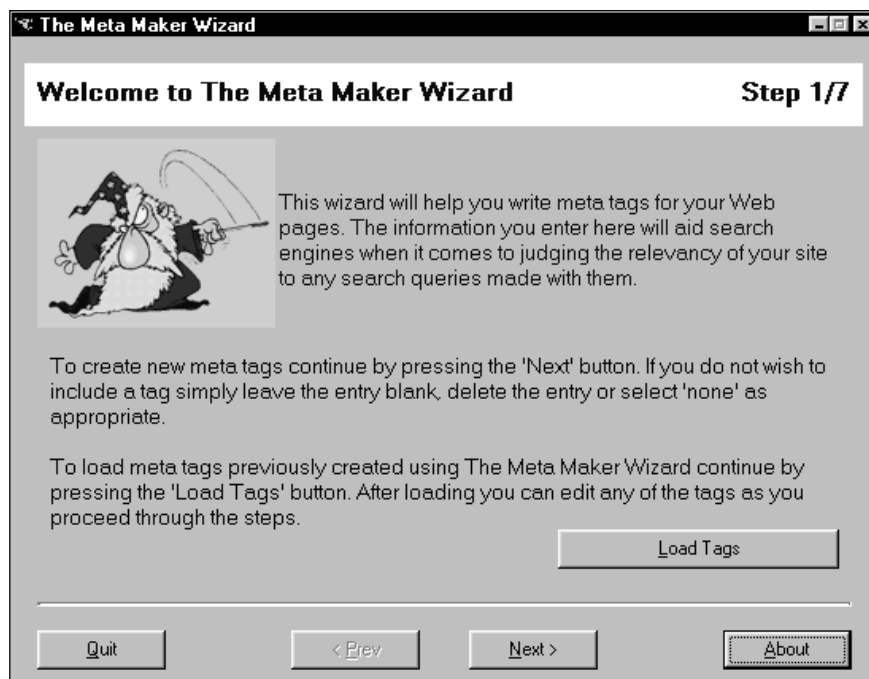 The Meta Maker Wizard
Welcome to The Meta Maker Wizard Step 1/7
This wizard will help you write meta tags for your Web
pages. The information you enter here will aid search
engines when it comes to judging the relevancy of your site
to any search queries made with them.
To create new meta tags continue by pressing the 'Next' button. If you do not wish to
include a tag simply leave the entry blank, delete the entry or select 'none' as
appropriate.
To load meta tags previously created using The Meta Maker Wizard continue by
pressing the 'Load Tags' button. After loading you can edit any of the tags as you
proceed through the steps.
Load Tags
Quit < Prev Next > About